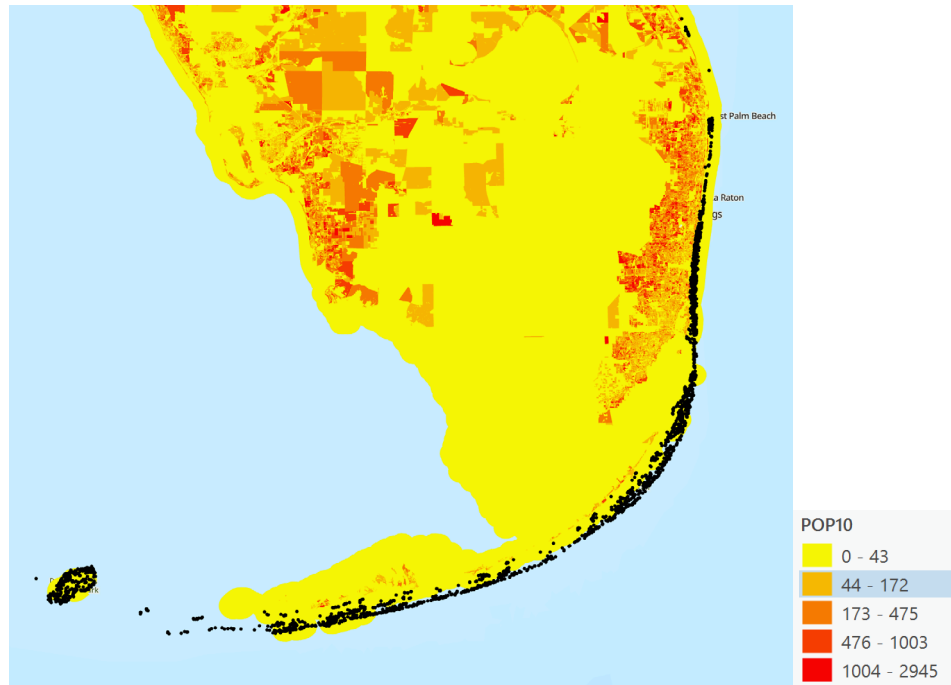 st Palm Beach
a Raton
gs
POP10
0 - 43
44 - 172
173 - 475
476 - 1003
1004 - 2945